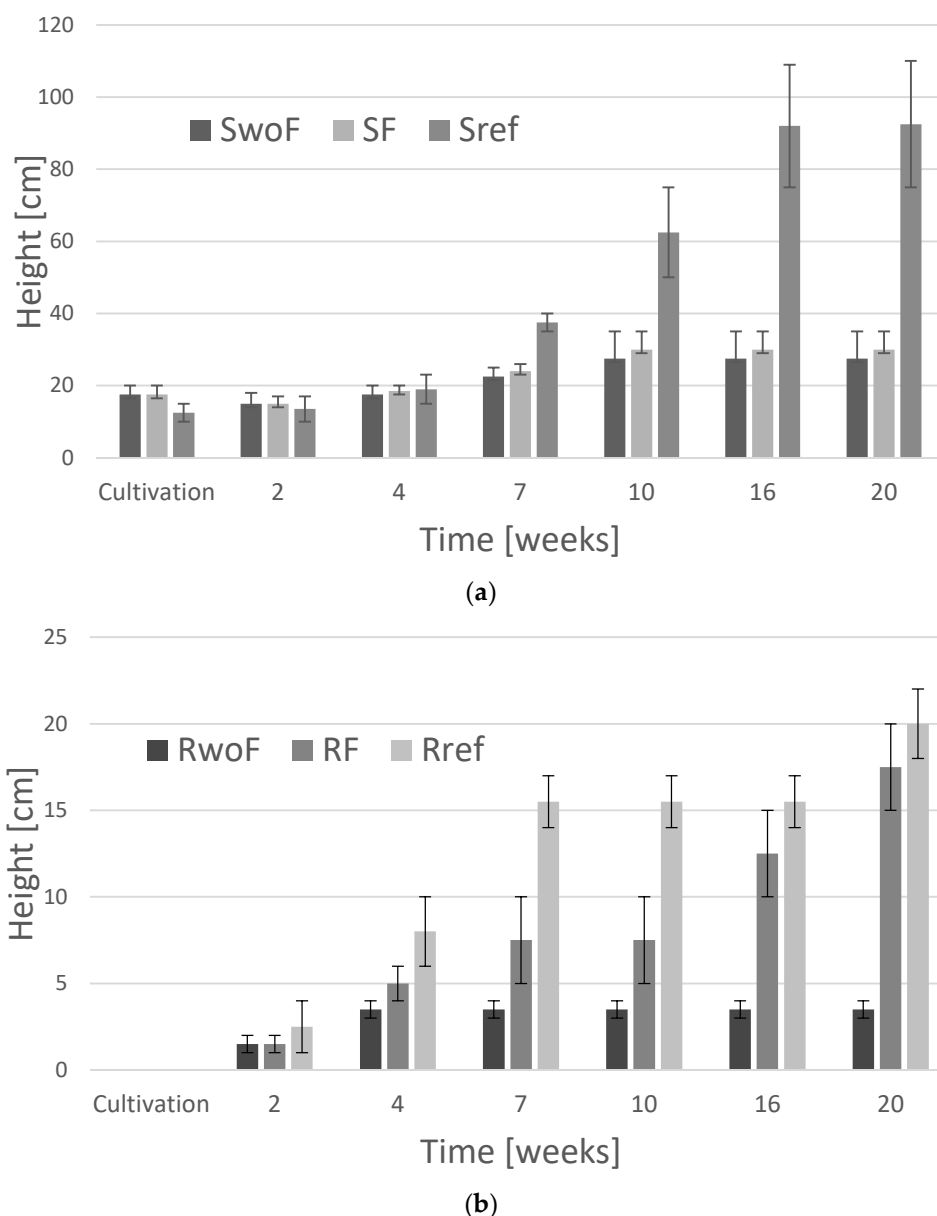 120
100
80
60
40
20
0
Height [cm]
SwoF SF Sref
Cultivation 2 4 7 10 16 20
Time [weeks]
(a)
25
20
15
10
5
0
Height [cm]
RwoF RF Rref
Cultivation 2 4 7 10 16 20
Time [weeks]
(b)